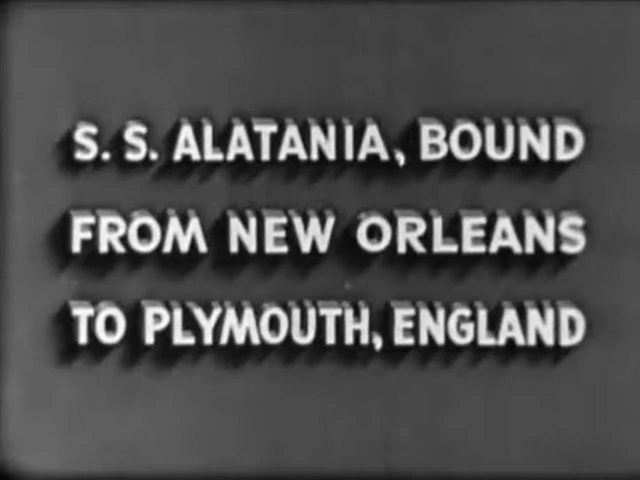 S. S. ALATANIA, BOUND
FROM NEW ORLEANS
TO PLYMOUTH, ENGLAND